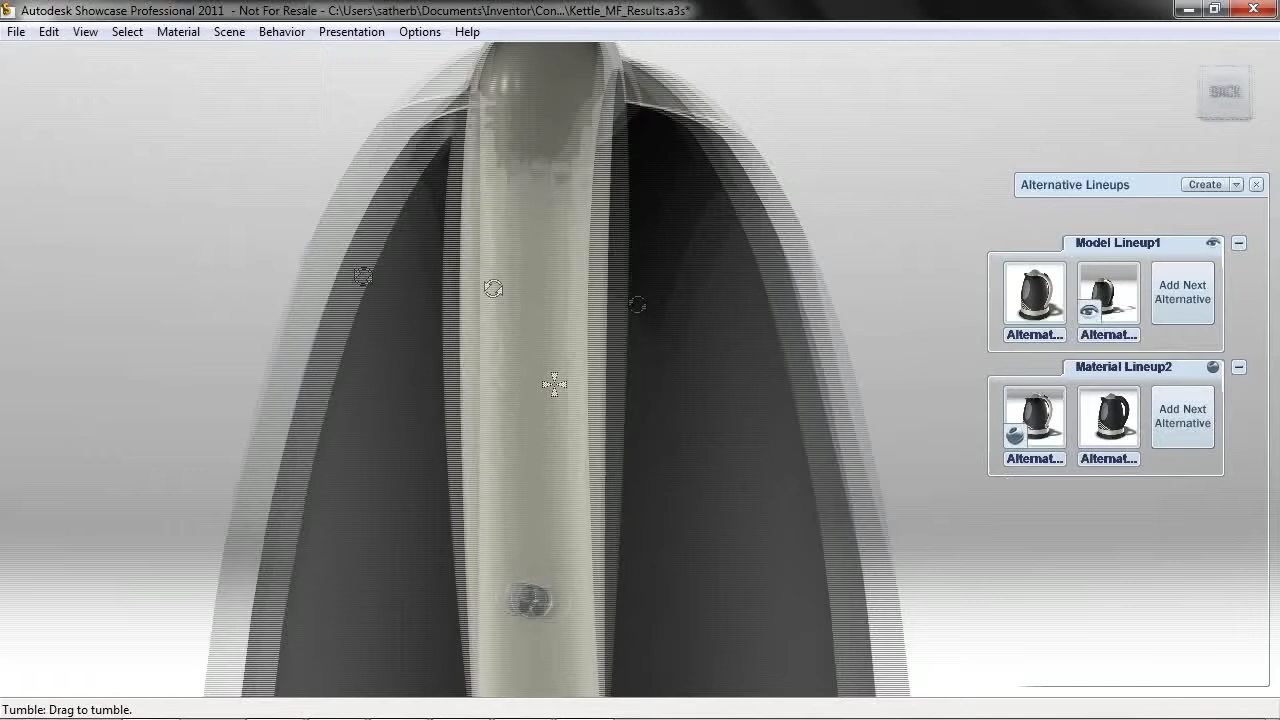 Autodesk Showcase Professional 2011 - Not For Resale - C:\Users\satherb\Documents\Inventor\Con...\Kettle_MF_Results.a3s*
File Edit View Select Material Scene Behavior Presentation Options Help
BACK
Alternative Lineups Create
Model Lineup1
Add Next
Alternative
Alternat... Alternat...
Material Lineup2
Add Next
Alternative
Alternat... Alternat...
Tumble: Drag to tumble.